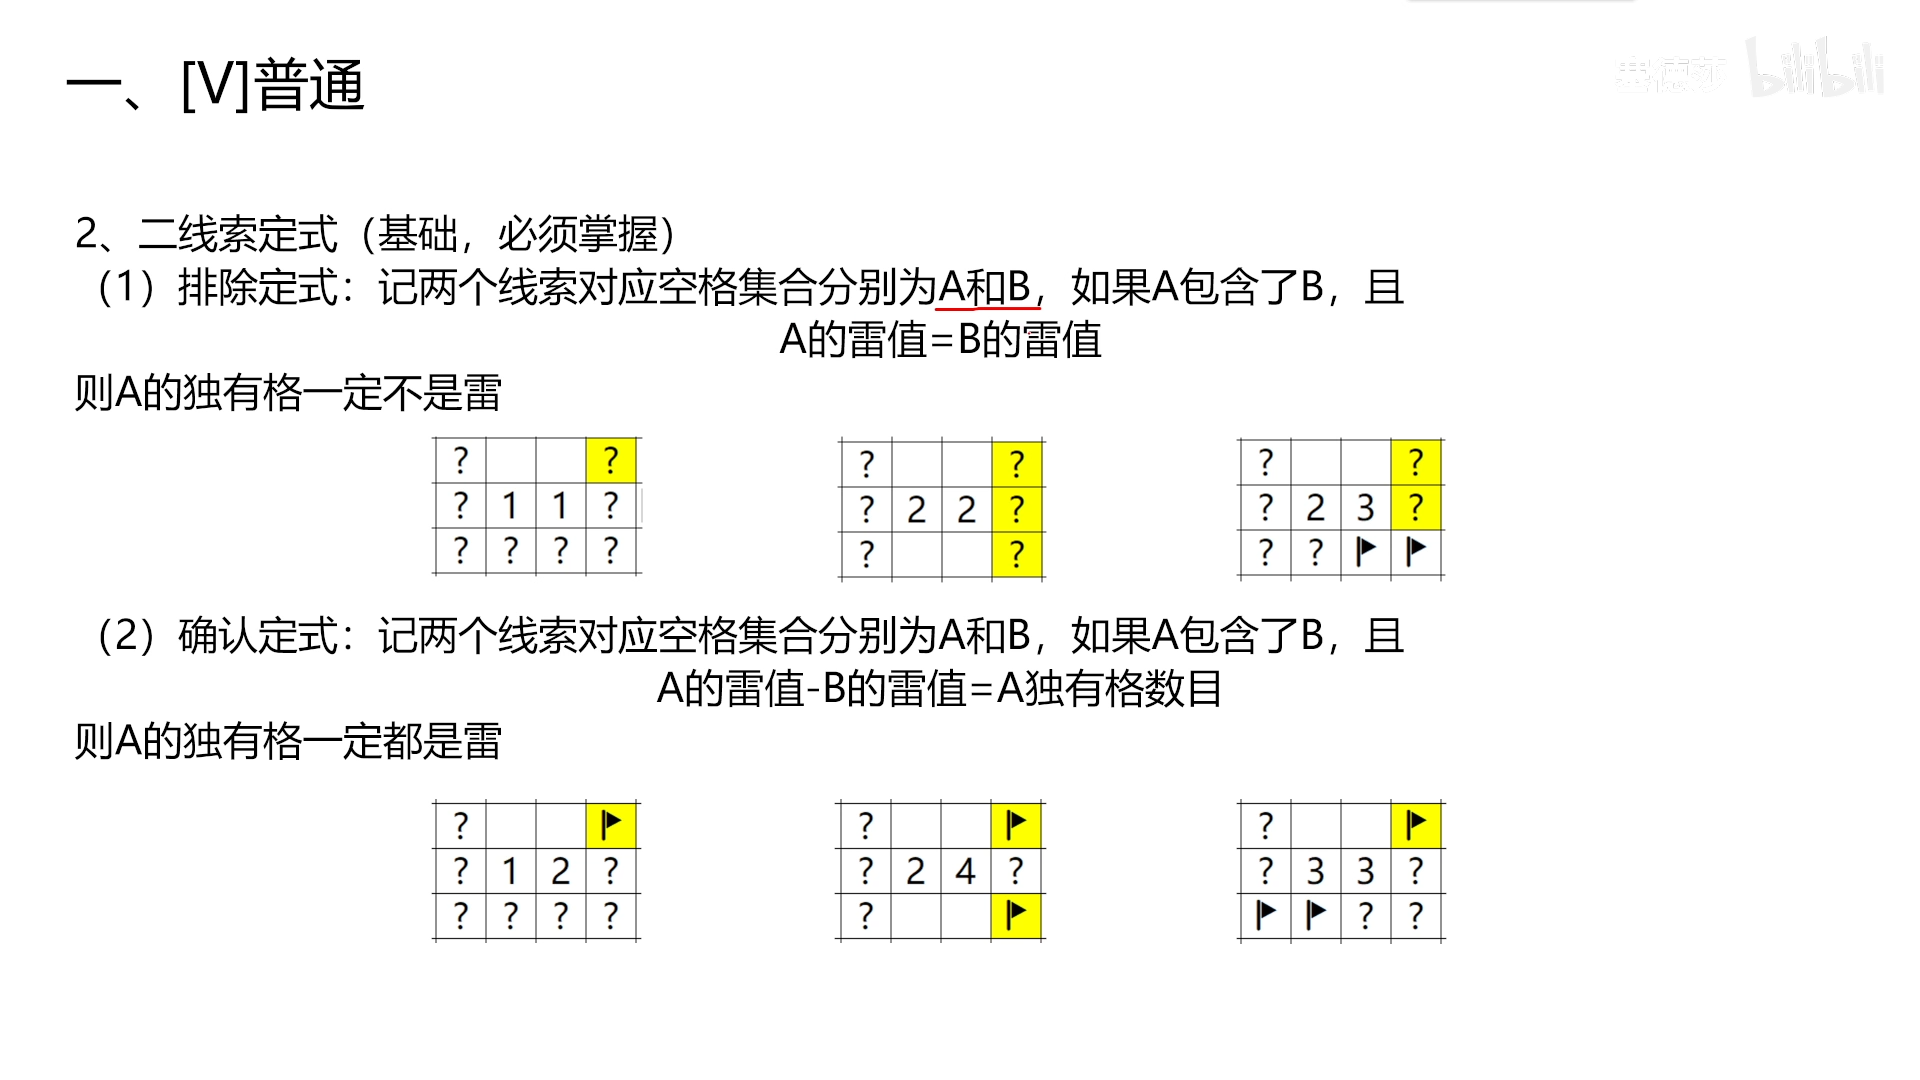 一、[V]普通
bilibili
2、二线索定式（基础，必须掌握）
（1）排除定式：记两个线索对应空格集合分别为A和B，如果A包含了B，且
A的雷值=B的雷值
则A的独有格一定不是雷
? ?
? 1 1 ?
? ? ? ?
? ?
? 2 2 ?
? ?
? ?
? 2 3 ?
? ?
（2）确认定式：记两个线索对应空格集合分别为A和B，如果A包含了B，且
A的雷值-B的雷值=A独有格数目
则A的独有格一定都是雷
?
? 1 2 ?
? ? ? ?
?
? 2 4 ?
?
?
? 3 3 ?
? ?